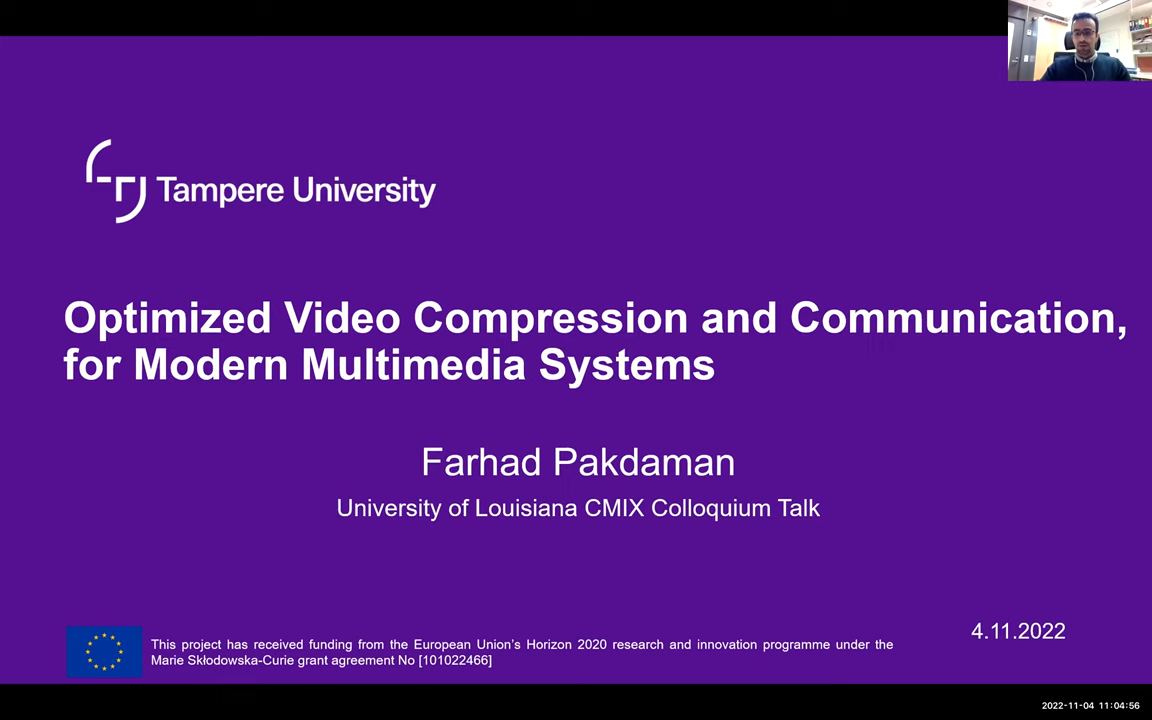 Tampere University
Optimized Video Compression and Communication,
for Modern Multimedia Systems
Farhad Pakdaman
University of Louisiana CMIX Colloquium Talk
4.11.2022
This project has received funding from the European Union’s Horizon 2020 research and innovation programme under the
Marie Skłodowska-Curie grant agreement No [101022466]
2022-11-04 11:04:56